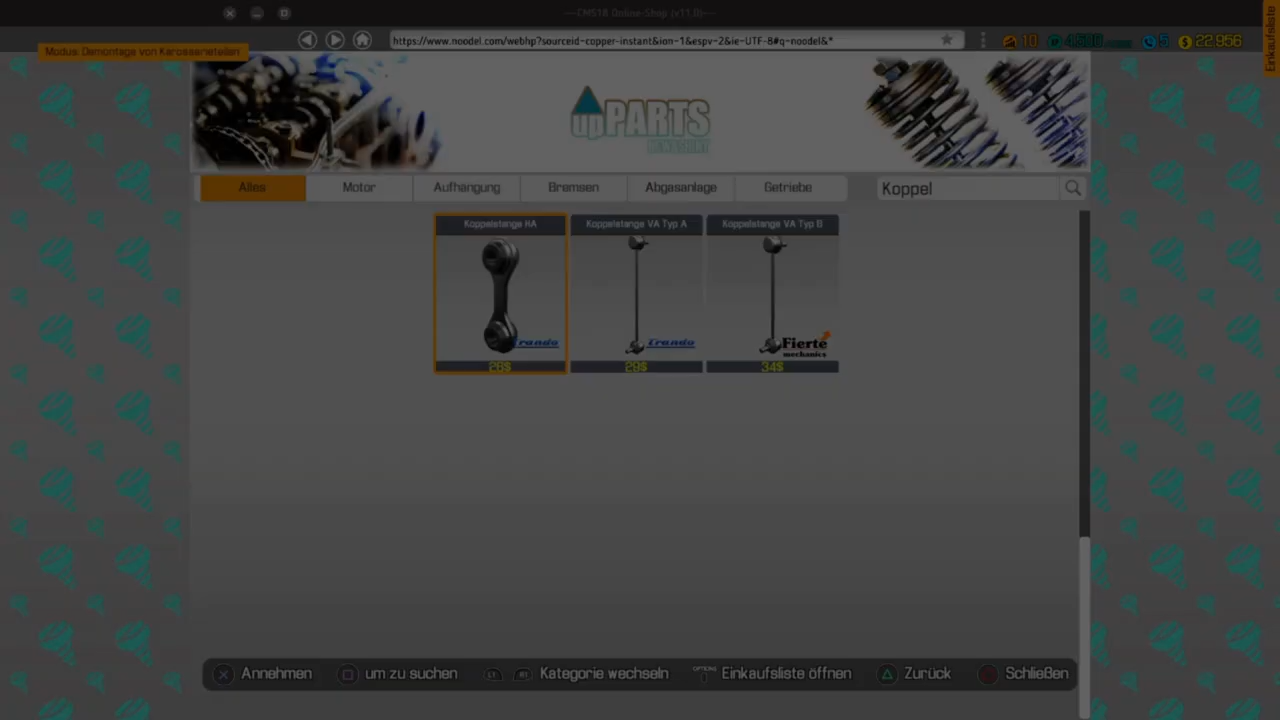 CMS18 Online-Shop (v11.0)
Modus: Demontage von Karosserieteilen
https://www.noodel.com/webhp?sourceid-copper-instant&ion-1&espv-2&ie-UTF-8#q-noodel&*
10
5
22.956
Einkaufsliste
upPARTS
Alles
Motor
Aufhängung
Bremsen
Abgasanlage
Getriebe
Koppel
Koppelstange HA
Koppelstange VA Typ A
Koppelstange VA Typ B
Fierte
mechanics
28$
29$
34$
Annehmen
um zu suchen
Kategorie wechseln
OPTIONS
Einkaufsliste öffnen
Zurück
Schließen